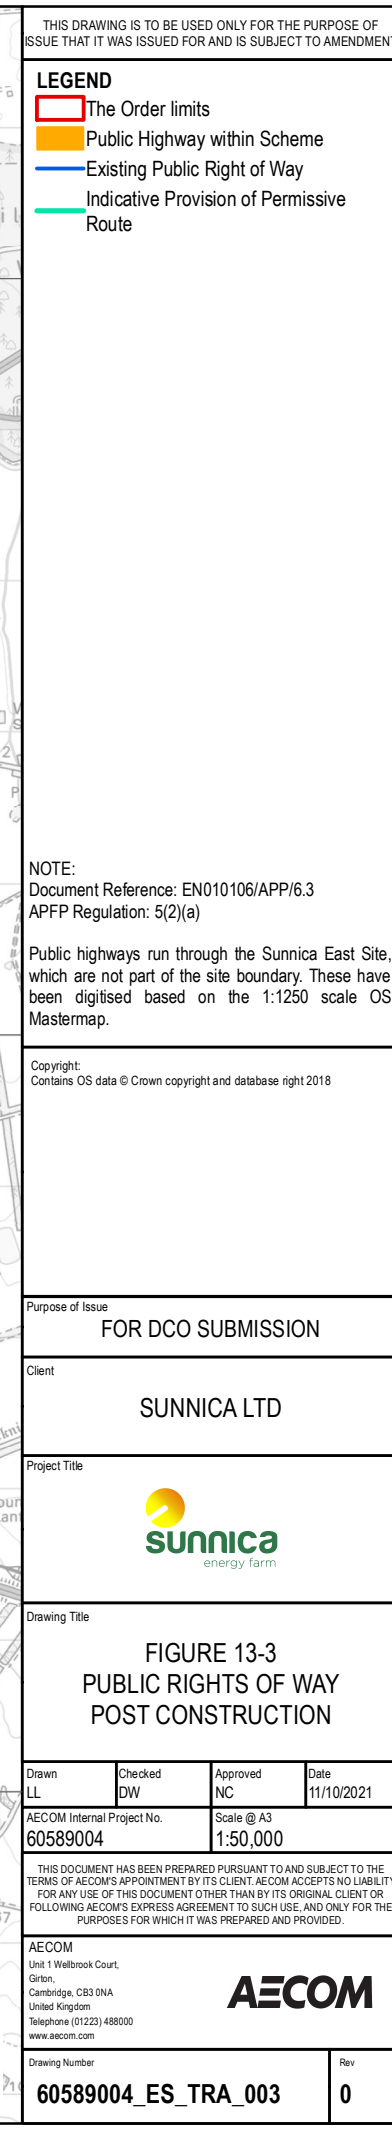 THIS DRAWING IS TO BE USED ONLY FOR THE PURPOSE OF
ISSUE THAT IT WAS ISSUED FOR AND IS SUBJECT TO AMENDMENT
LEGEND
The Order limits
Public Highway within Scheme
Existing Public Right of Way
Indicative Provision of Permissive
Route
NOTE:
Document Reference: EN010106/APP/6.3
APFP Regulation: 5(2)(a)
Public highways run through the Sunnica East Site,
which are not part of the site boundary. These have
been digitised based on the 1:1250 scale OS
Mastermap.
Copyright:
Contains OS data © Crown copyright and database right 2018
Purpose of Issue
FOR DCO SUBMISSION
Client
SUNNICA LTD
Project Title
sunnica
energy farm
Drawing Title
FIGURE 13-3
PUBLIC RIGHTS OF WAY
POST CONSTRUCTION
Drawn Checked Approved Date
LL DW NC 11/10/2021
AECOM Internal Project No. Scale @ A3
60589004 1:50,000
THIS DOCUMENT HAS BEEN PREPARED PURSUANT TO AND SUBJECT TO THE
TERMS OF AECOM'S APPOINTMENT BY ITS CLIENT. AECOM ACCEPTS NO LIABILITY
FOR ANY USE OF THIS DOCUMENT OTHER THAN BY ITS ORIGINAL CLIENT OR
FOLLOWING AECOM'S EXPRESS AGREEMENT TO SUCH USE, AND ONLY FOR THE
PURPOSES FOR WHICH IT WAS PREPARED AND PROVIDED.
AECOM
Unit 1 Wellbrook Court,
Girton,
Cambridge, CB3 0NA
United Kingdom
Telephone (01223) 488000
www.aecom.com
AECOM
Drawing Number Rev
60589004_ES_TRA_003 0